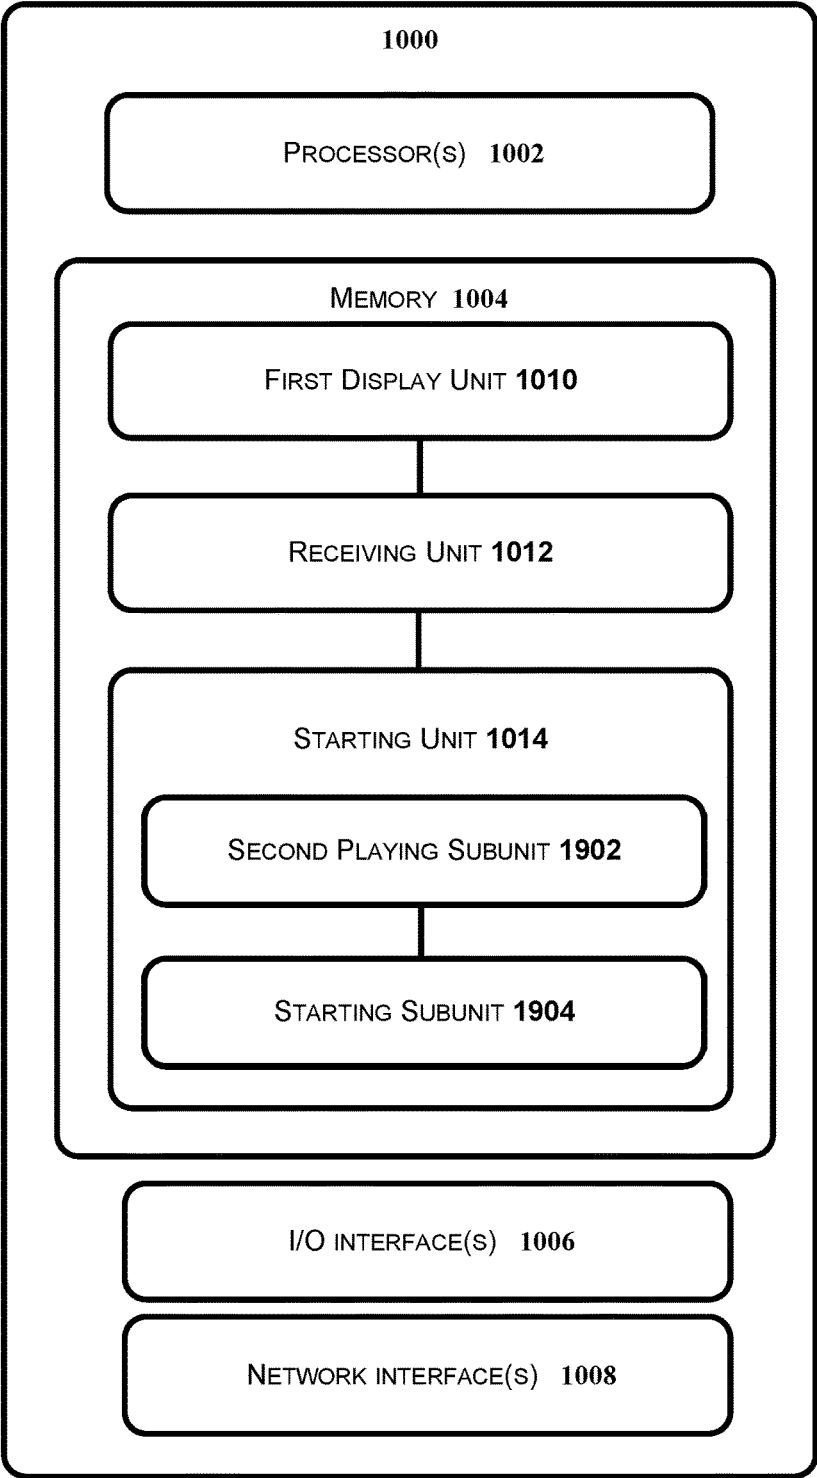 1000
PROCESSOR(S) 1002
MEMORY 1004
FIRST DISPLAY UNIT 1010
RECEIVING UNIT 1012
STARTING UNIT 1014
SECOND PLAYING SUBUNIT 1902
STARTING SUBUNIT 1904
I/O INTERFACE(S) 1006
NETWORK INTERFACE(S) 1008